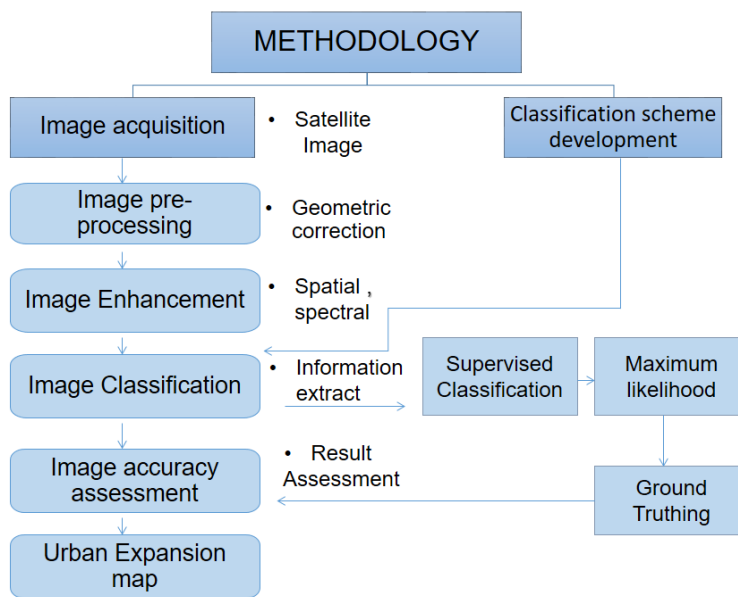 METHODOLOGY
Image acquisition
• Satellite
Image
Classification scheme
development
Image pre-
processing
• Geometric
correction
Image Enhancement
• Spatial ,
spectral
Image Classification
• Information
extract
Supervised
Classification
Maximum
likelihood
Image accuracy
assessment
• Result
Assessment
Ground
Truthing
Urban Expansion
map